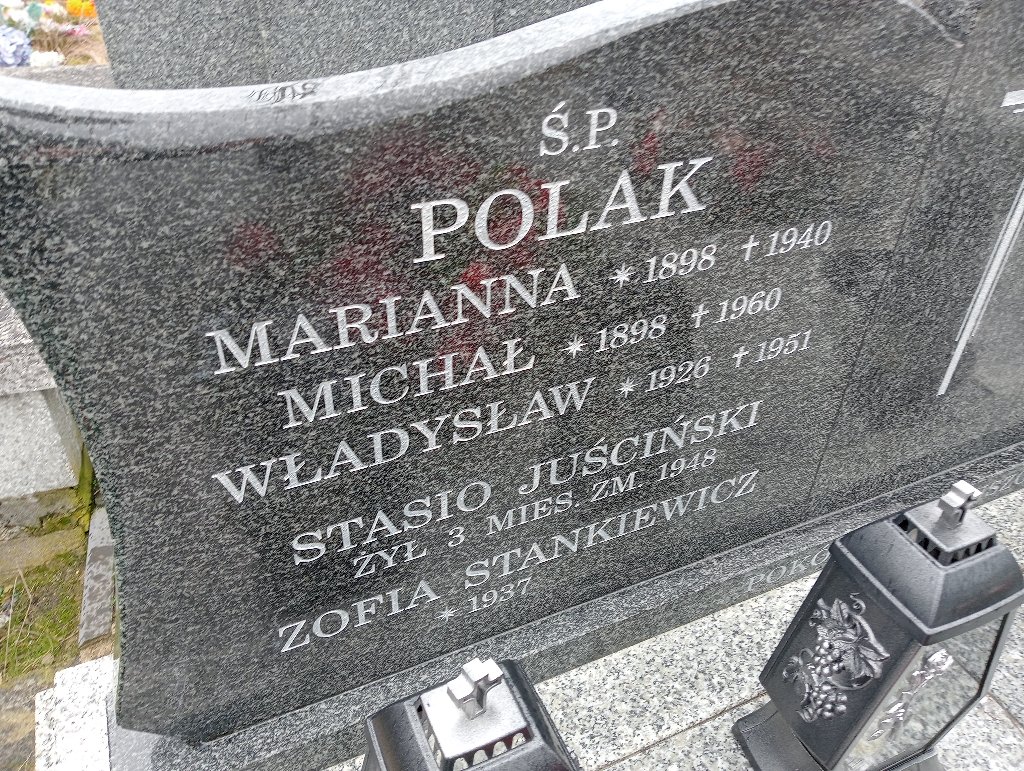 Ś.P.
POLAK
MARIANNA * 1898 ✝ 1940
MICHAŁ * 1898 ✝ 1960
WŁADYSŁAW * 1926 ✝ 1951
STASIO JUŚCIŃSKI
ŻYŁ 3 MIES. ZM 1948
ZOFIA STANKIEWICZ
* 1937